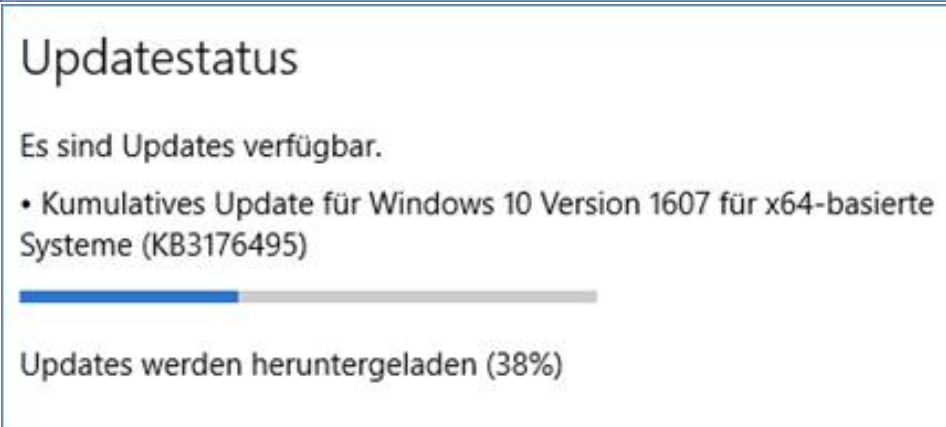 Updatestatus
Es sind Updates verfügbar.
• Kumulatives Update für Windows 10 Version 1607 für x64-basierte
Systeme (KB3176495)
Updates werden heruntergeladen (38%)